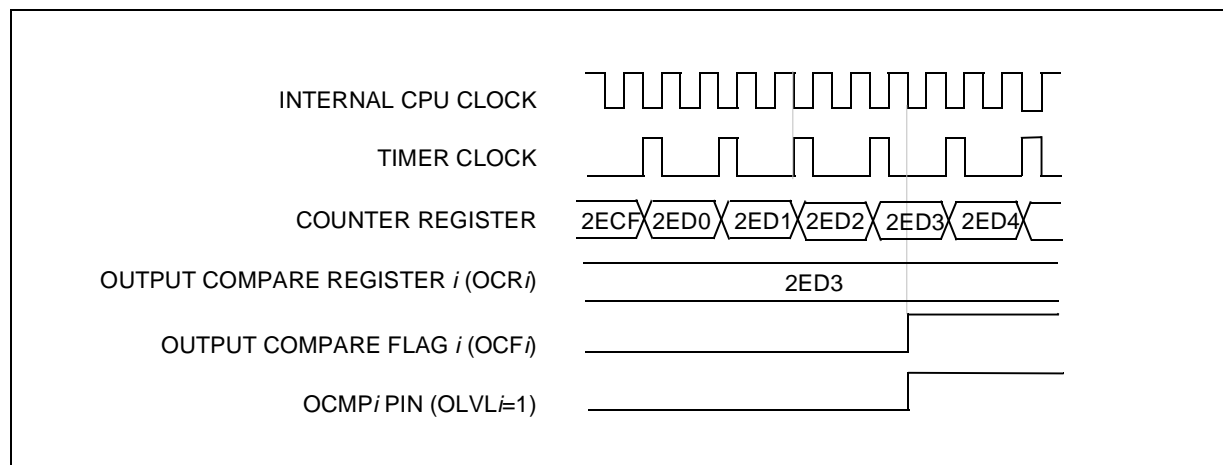 INTERNAL CPU CLOCK
TIMER CLOCK
COUNTER REGISTER 2ECF 2ED0 2ED1 2ED2 2ED3 2ED4
OUTPUT COMPARE REGISTER i (OCRi) 2ED3
OUTPUT COMPARE FLAG i (OCFi)
OCMPi PIN (OLVLi=1)